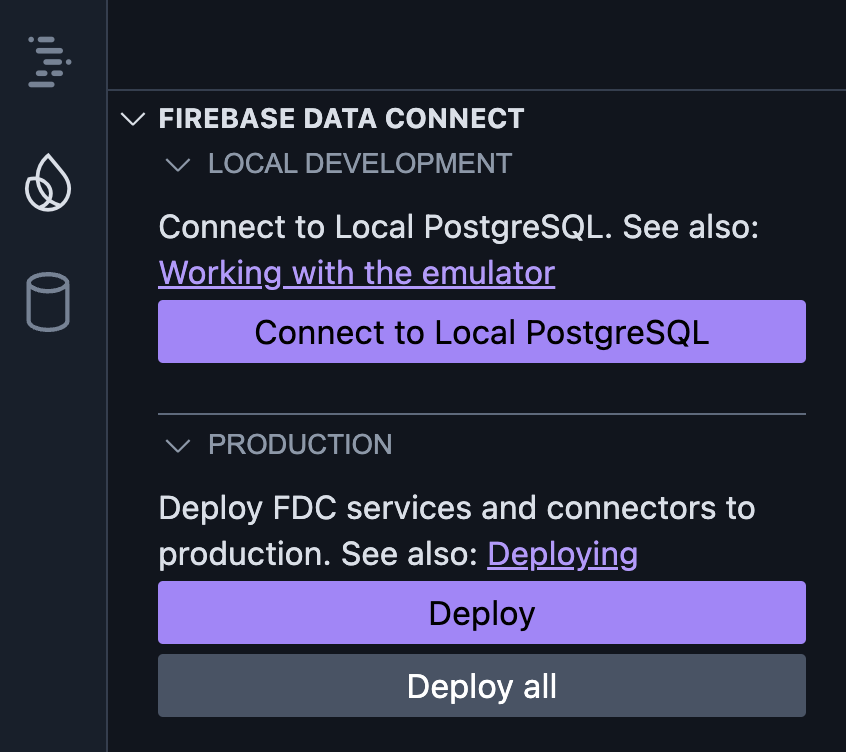 FIREBASE DATA CONNECT
LOCAL DEVELOPMENT
Connect to Local PostgreSQL. See also:
Working with the emulator
Connect to Local PostgreSQL
PRODUCTION
Deploy FDC services and connectors to
production. See also: Deploying
Deploy
Deploy all